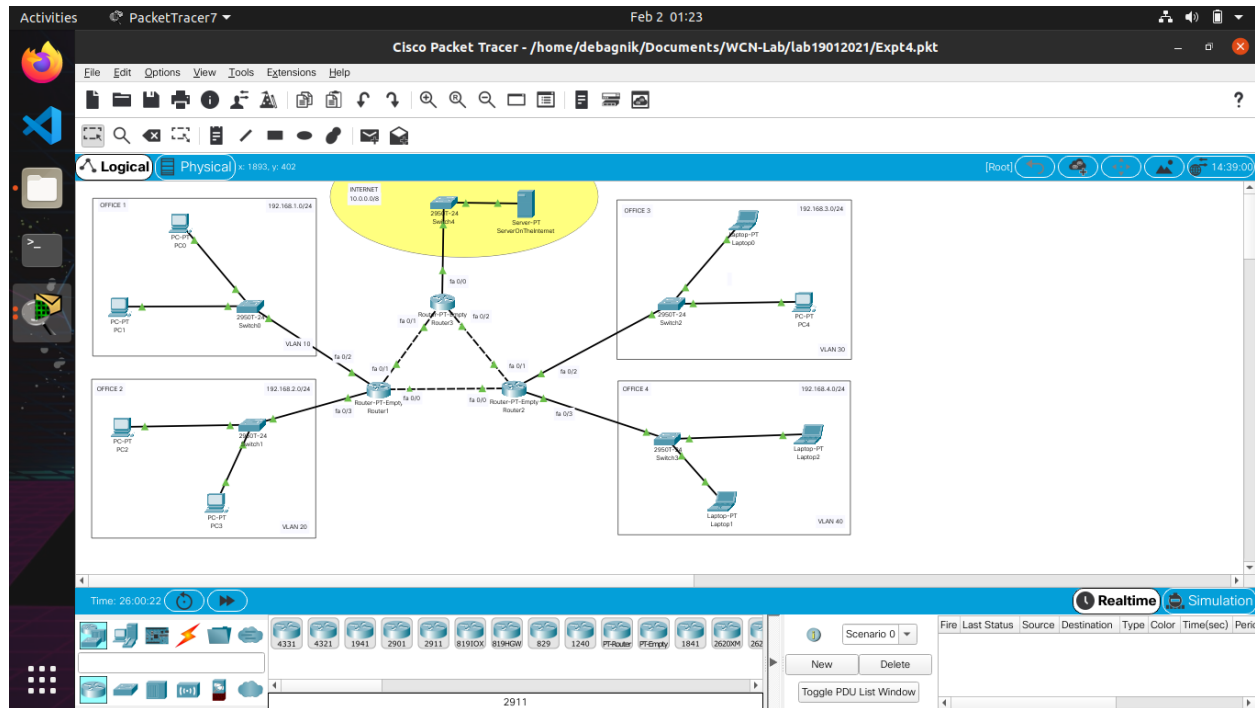 Activities PacketTracer7 Feb 2 01:23
Cisco Packet Tracer - /home/debagnik/Documents/WCN-Lab/lab19012021/Expt4.pkt
File Edit Options View Tools Extensions Help
?
Logical Physical x: 1893, y: 402 [Root] 14:39:00
INTERNET
10.0.0.0/8
2950T-24
Switch4
Server-PT
ServerOnTheInternet
OFFICE 1 192.168.1.0/24
PC-PT
PC0
PC-PT
PC1
2950T-24
Switch0
VLAN 10
OFFICE 3 192.168.3.0/24
Laptop-PT
Laptop0
2950T-24
Switch2
PC-PT
PC4
VLAN 30
fa 0/0
Router-PT-Empty
Router3
fa 0/1
fa 0/2
fa 0/2
fa 0/1
fa 0/1
fa 0/2
Router-PT-Empty
Router1
fa 0/0
fa 0/3
fa 0/0
Router-PT-Empty
Router2
fa 0/3
OFFICE 2 192.168.2.0/24
PC-PT
PC2
2950T-24
Switch1
PC-PT
PC3
VLAN 20
OFFICE 4 192.168.4.0/24
2950T-24
Switch3
Laptop-PT
Laptop2
Laptop-PT
Laptop1
VLAN 40
Time: 26:00:22 Realtime Simulation
4331 4321 1941 2901 2911 819IOX 819HGW 829 1240 PT-Router PT-Empty 1841 2620XM 262
2911
Scenario 0
New Delete
Toggle PDU List Window
Fire Last Status Source Destination Type Color Time(sec) Peri